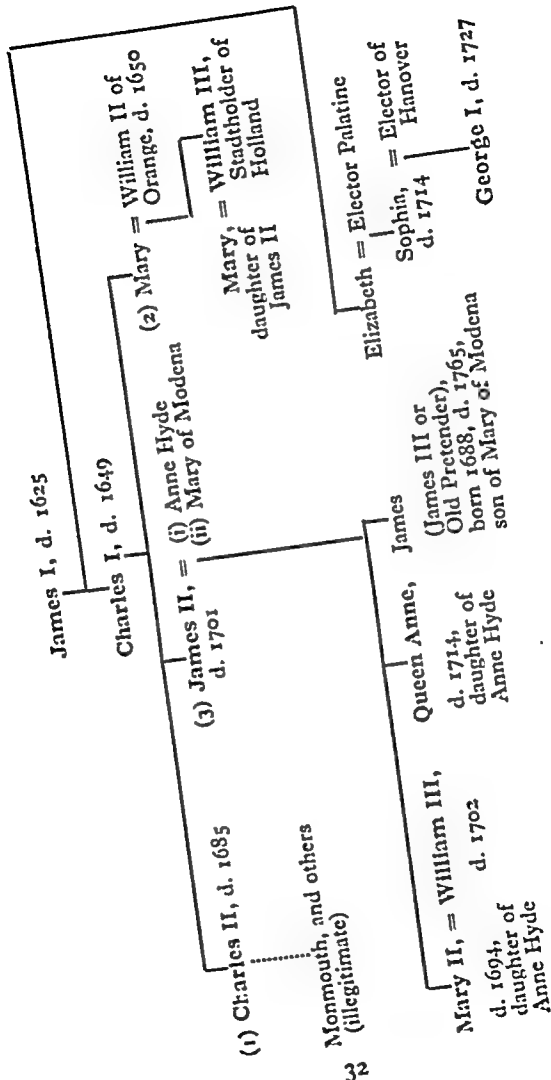 James I, d. 1625
Charles I, d. 1649
(1) Charles II, d. 1685
Monmouth, and others
(illegitimate)
(3) James II, = (i) Anne Hyde
d. 1701 (ii) Mary of Modena
(2) Mary = William II of
Orange, d. 1650
Mary, = William III,
daughter of Stadtholder of
James II Holland
Elizabeth = Elector Palatine
Sophia, = Elector of
d. 1714 Hanover
George I, d. 1727
Mary II, = William III,
d. 1694, d. 1702
daughter of
Anne Hyde
Queen Anne,
d. 1714,
daughter of
Anne Hyde
James
(James III or
Old Pretender),
born 1688, d. 1765,
son of Mary of Modena
32